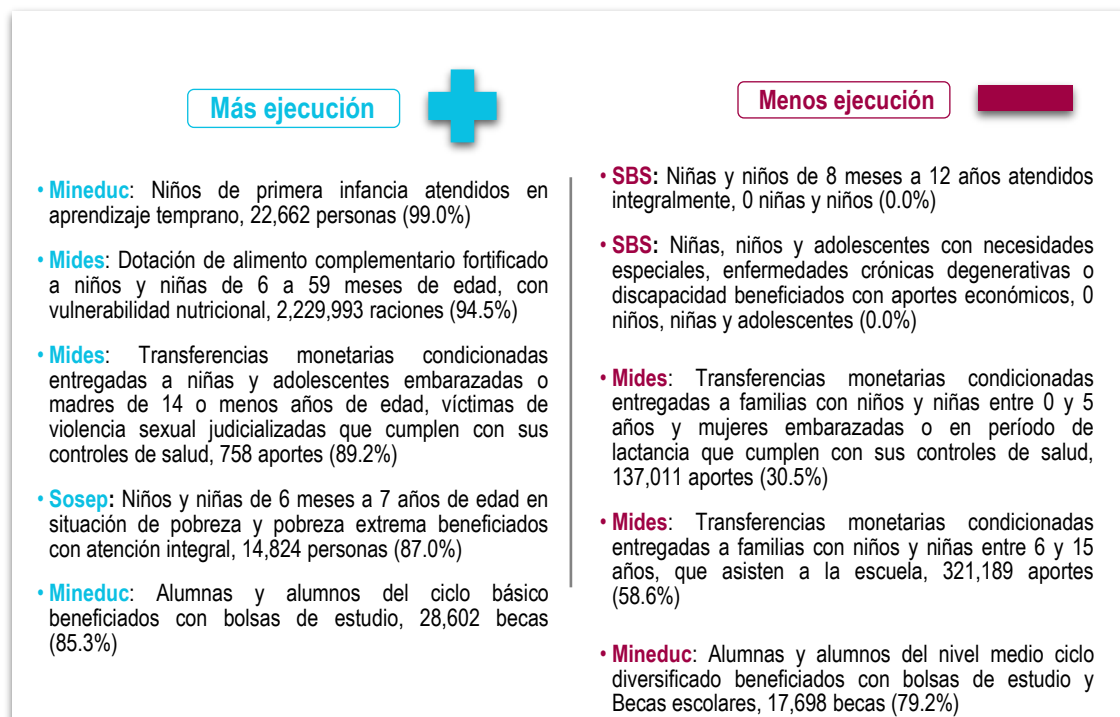 Más ejecución
• Mineduc: Niños de primera infancia atendidos en
aprendizaje temprano, 22,662 personas (99.0%)
• Mides: Dotación de alimento complementario fortificado
a niños y niñas de 6 a 59 meses de edad, con
vulnerabilidad nutricional, 2,229,993 raciones (94.5%)
• Mides: Transferencias monetarias condicionadas
entregadas a niñas y adolescentes embarazadas o
madres de 14 o menos años de edad, víctimas de
violencia sexual judicializadas que cumplen con sus
controles de salud, 758 aportes (89.2%)
• Sosep: Niños y niñas de 6 meses a 7 años de edad en
situación de pobreza y pobreza extrema beneficiados
con atención integral, 14,824 personas (87.0%)
• Mineduc: Alumnas y alumnos del ciclo básico
beneficiados con bolsas de estudio, 28,602 becas
(85.3%)
Menos ejecución
• SBS: Niñas y niños de 8 meses a 12 años atendidos
integralmente, 0 niñas y niños (0.0%)
• SBS: Niñas, niños y adolescentes con necesidades
especiales, enfermedades crónicas degenerativas o
discapacidad beneficiados con aportes económicos, 0
niños, niñas y adolescentes (0.0%)
• Mides: Transferencias monetarias condicionadas
entregadas a familias con niños y niñas entre 0 y 5
años y mujeres embarazadas o en período de
lactancia que cumplen con sus controles de salud,
137,011 aportes (30.5%)
• Mides: Transferencias monetarias condicionadas
entregadas a familias con niños y niñas entre 6 y 15
años, que asisten a la escuela, 321,189 aportes
(58.6%)
• Mineduc: Alumnas y alumnos del nivel medio ciclo
diversificado beneficiados con bolsas de estudio y
Becas escolares, 17,698 becas (79.2%)